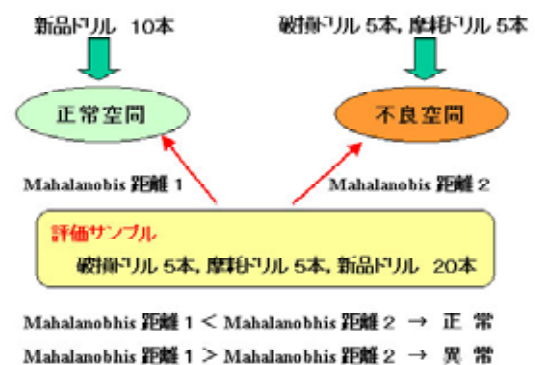 新品ドリル 10本
破損ドリル 5本, 摩耗ドリル 5本
正常空間
不良空間
Mahalanobis 距離 1
Mahalanobis 距離 2
評価サンプル
破損ドリル 5本, 摩耗ドリル 5本, 新品ドリル 20本
Mahalanobhis 距離 1 < Mahalanobhis 距離 2 → 正 常
Mahalanobhis 距離 1 > Mahalanobhis 距離 2 → 異 常